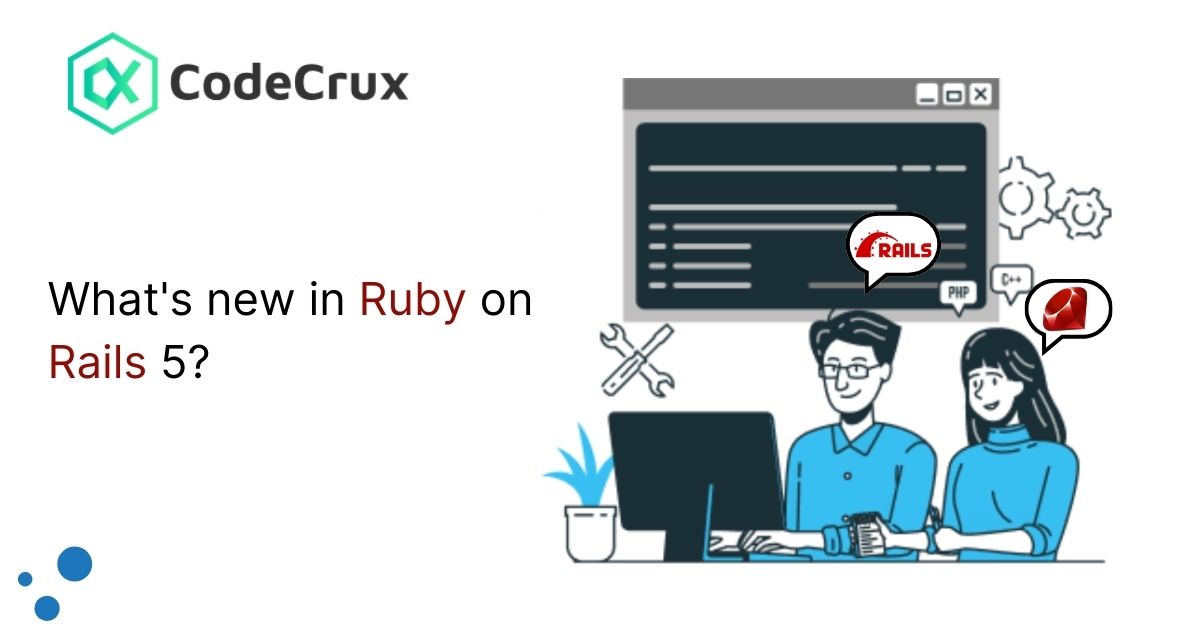 CodeCrux
What's new in Ruby on
Rails 5?
RAILS
PHP
C++